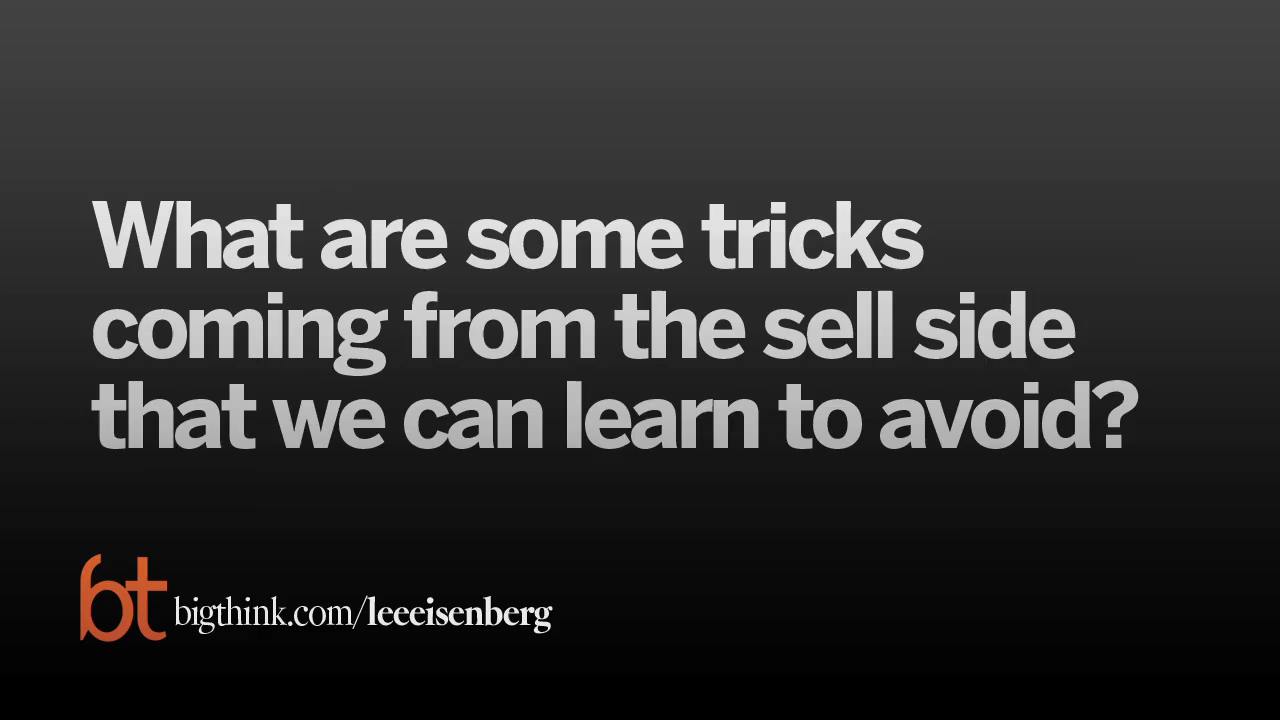 What are some tricks
coming from the sell side
that we can learn to avoid?
bt bigthink.com/leeeisenberg